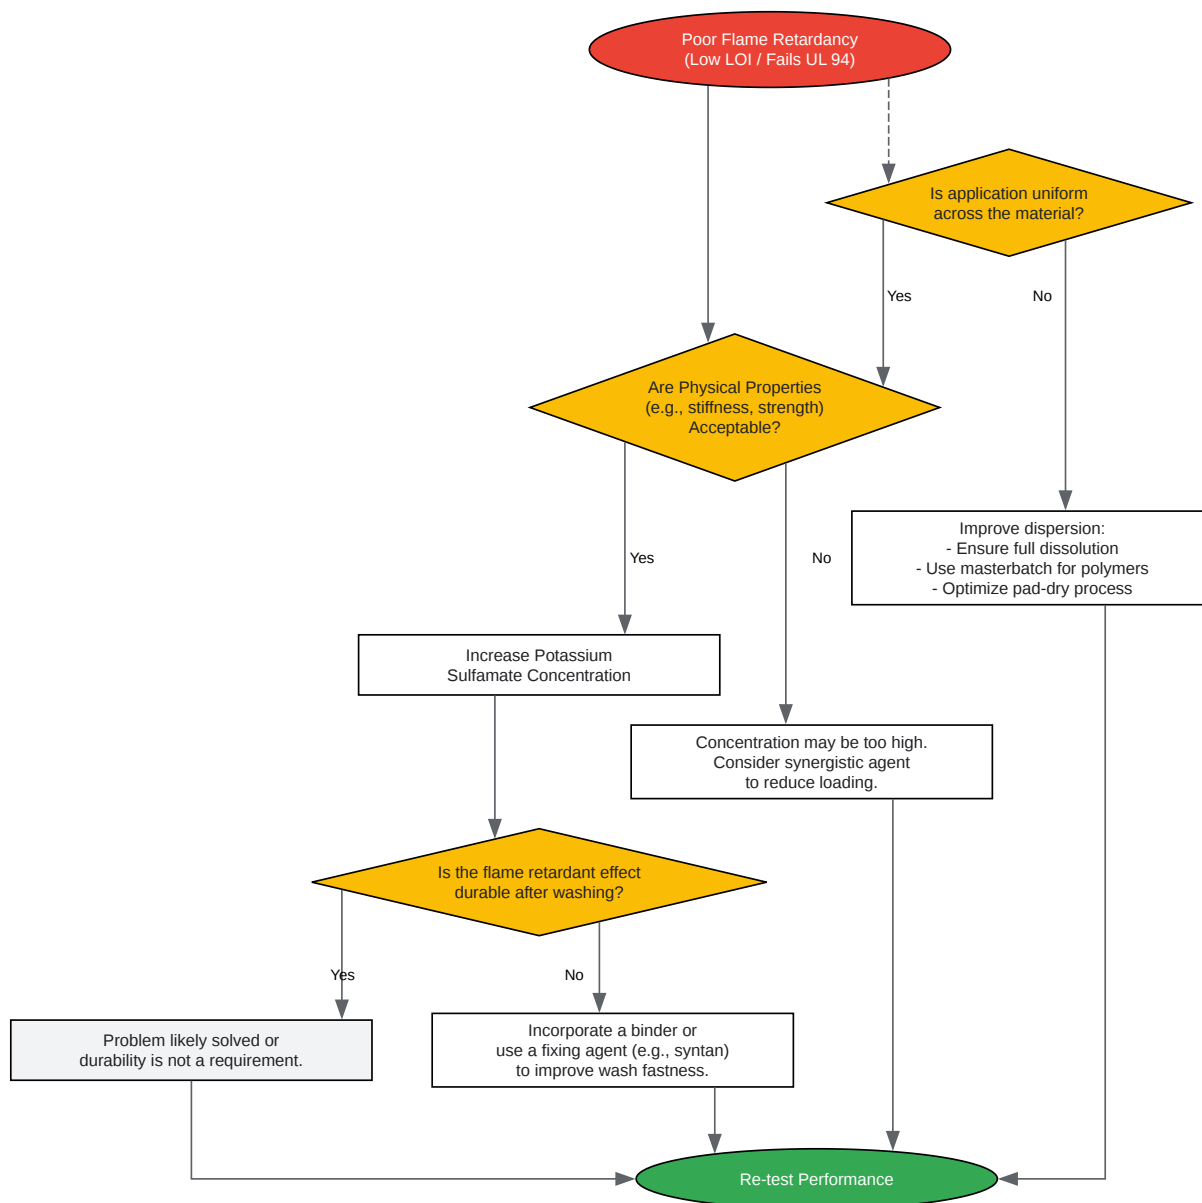 Poor Flame Retardancy
(Low LOI / Fails UL 94)
Is application uniform
across the material?
Yes
No
Are Physical Properties
(e.g., stiffness, strength)
Acceptable?
Improve dispersion:
- Ensure full dissolution
- Use masterbatch for polymers
- Optimize pad-dry process
Yes
No
Increase Potassium
Sulfamate Concentration
Concentration may be too high.
Consider synergistic agent
to reduce loading.
Is the flame retardant effect
durable after washing?
Yes
No
Problem likely solved or
durability is not a requirement.
Incorporate a binder or
use a fixing agent (e.g., syntan)
to improve wash fastness.
Re-test Performance